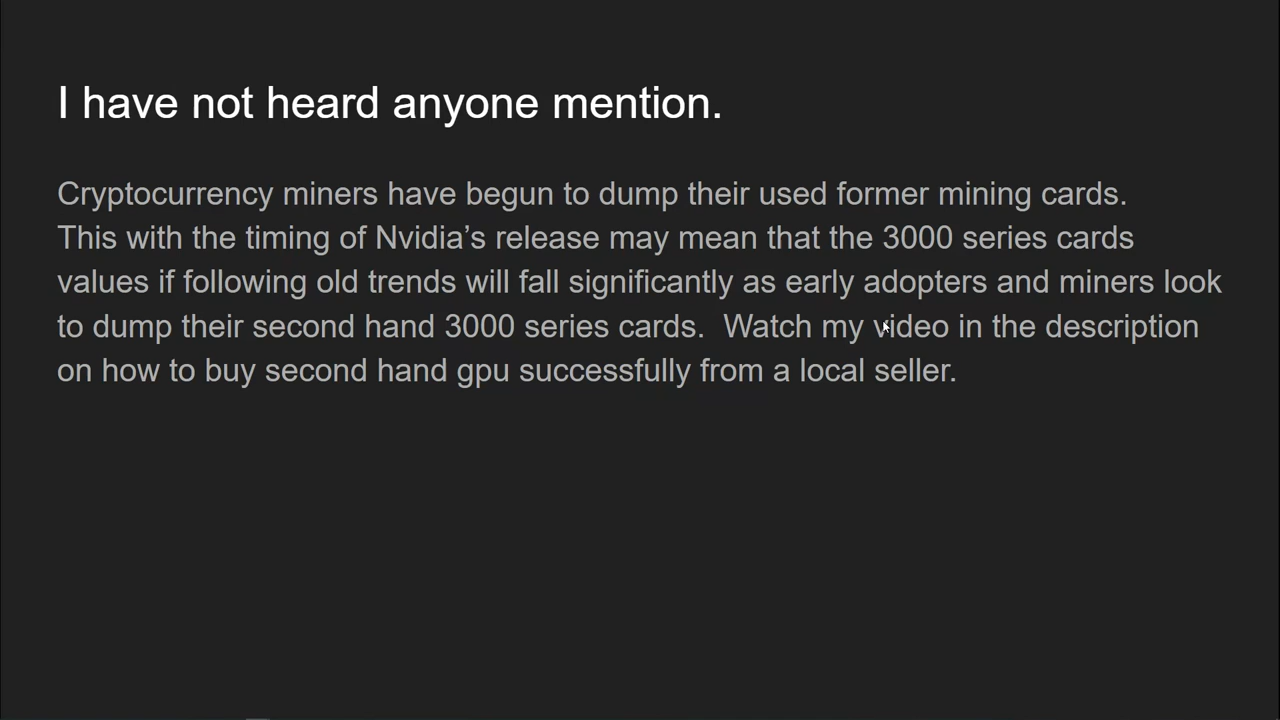 I have not heard anyone mention.
Cryptocurrency miners have begun to dump their used former mining cards.
This with the timing of Nvidia’s release may mean that the 3000 series cards
values if following old trends will fall significantly as early adopters and miners look
to dump their second hand 3000 series cards.  Watch my video in the description
on how to buy second hand gpu successfully from a local seller.